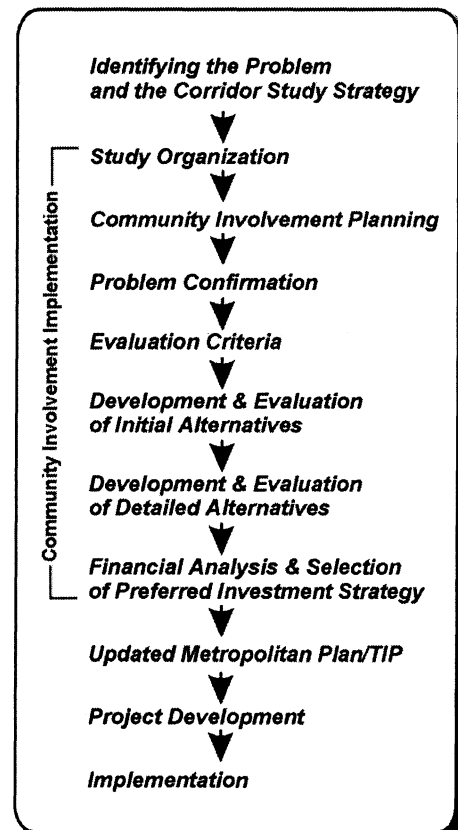 Identifying the Problem
and the Corridor Study Strategy
Study Organization
Community Involvement Planning
Problem Confirmation
Evaluation Criteria
Development & Evaluation
of Initial Alternatives
Development & Evaluation
of Detailed Alternatives
Financial Analysis & Selection
of Preferred Investment Strategy
Updated Metropolitan Plan/TIP
Project Development
Implementation
Community Involvement Implementation